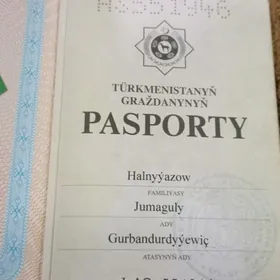 TÜRKMENISTANYŇ
GRAŽDANYNYŇ
PASPORTY
Halnyýazow
FAMILIÝASY
Jumaguly
ADY
Gurbandurdyýewiç
ATASYNYŇ ADY